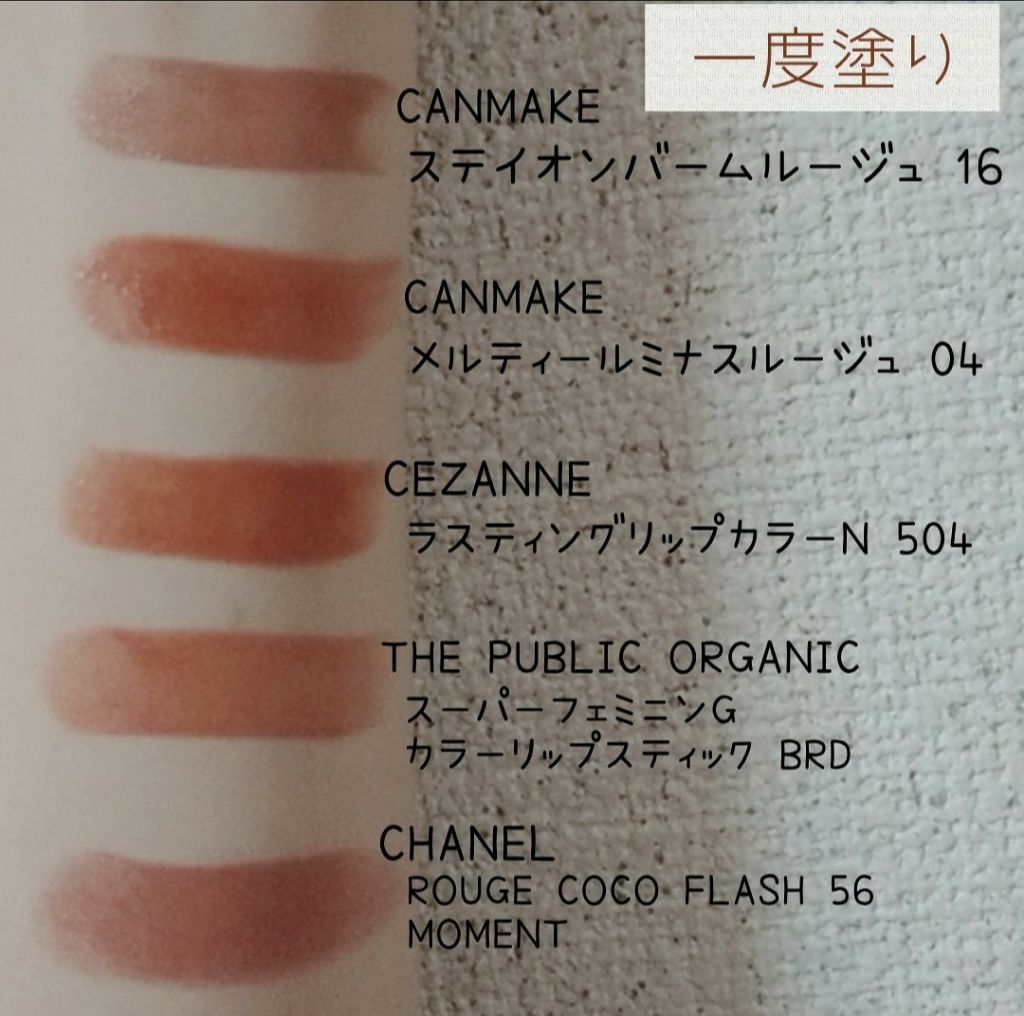 一度塗り
CANMAKE
ステイオンバームルージュ 16
CANMAKE
メルティールミナスルージュ 04
CEZANNE
ラスティングリップカラーN 504
THE PUBLIC ORGANIC
スーパーフェミニンG
カラーリップスティック BRD
CHANEL
ROUGE COCO FLASH 56
MOMENT